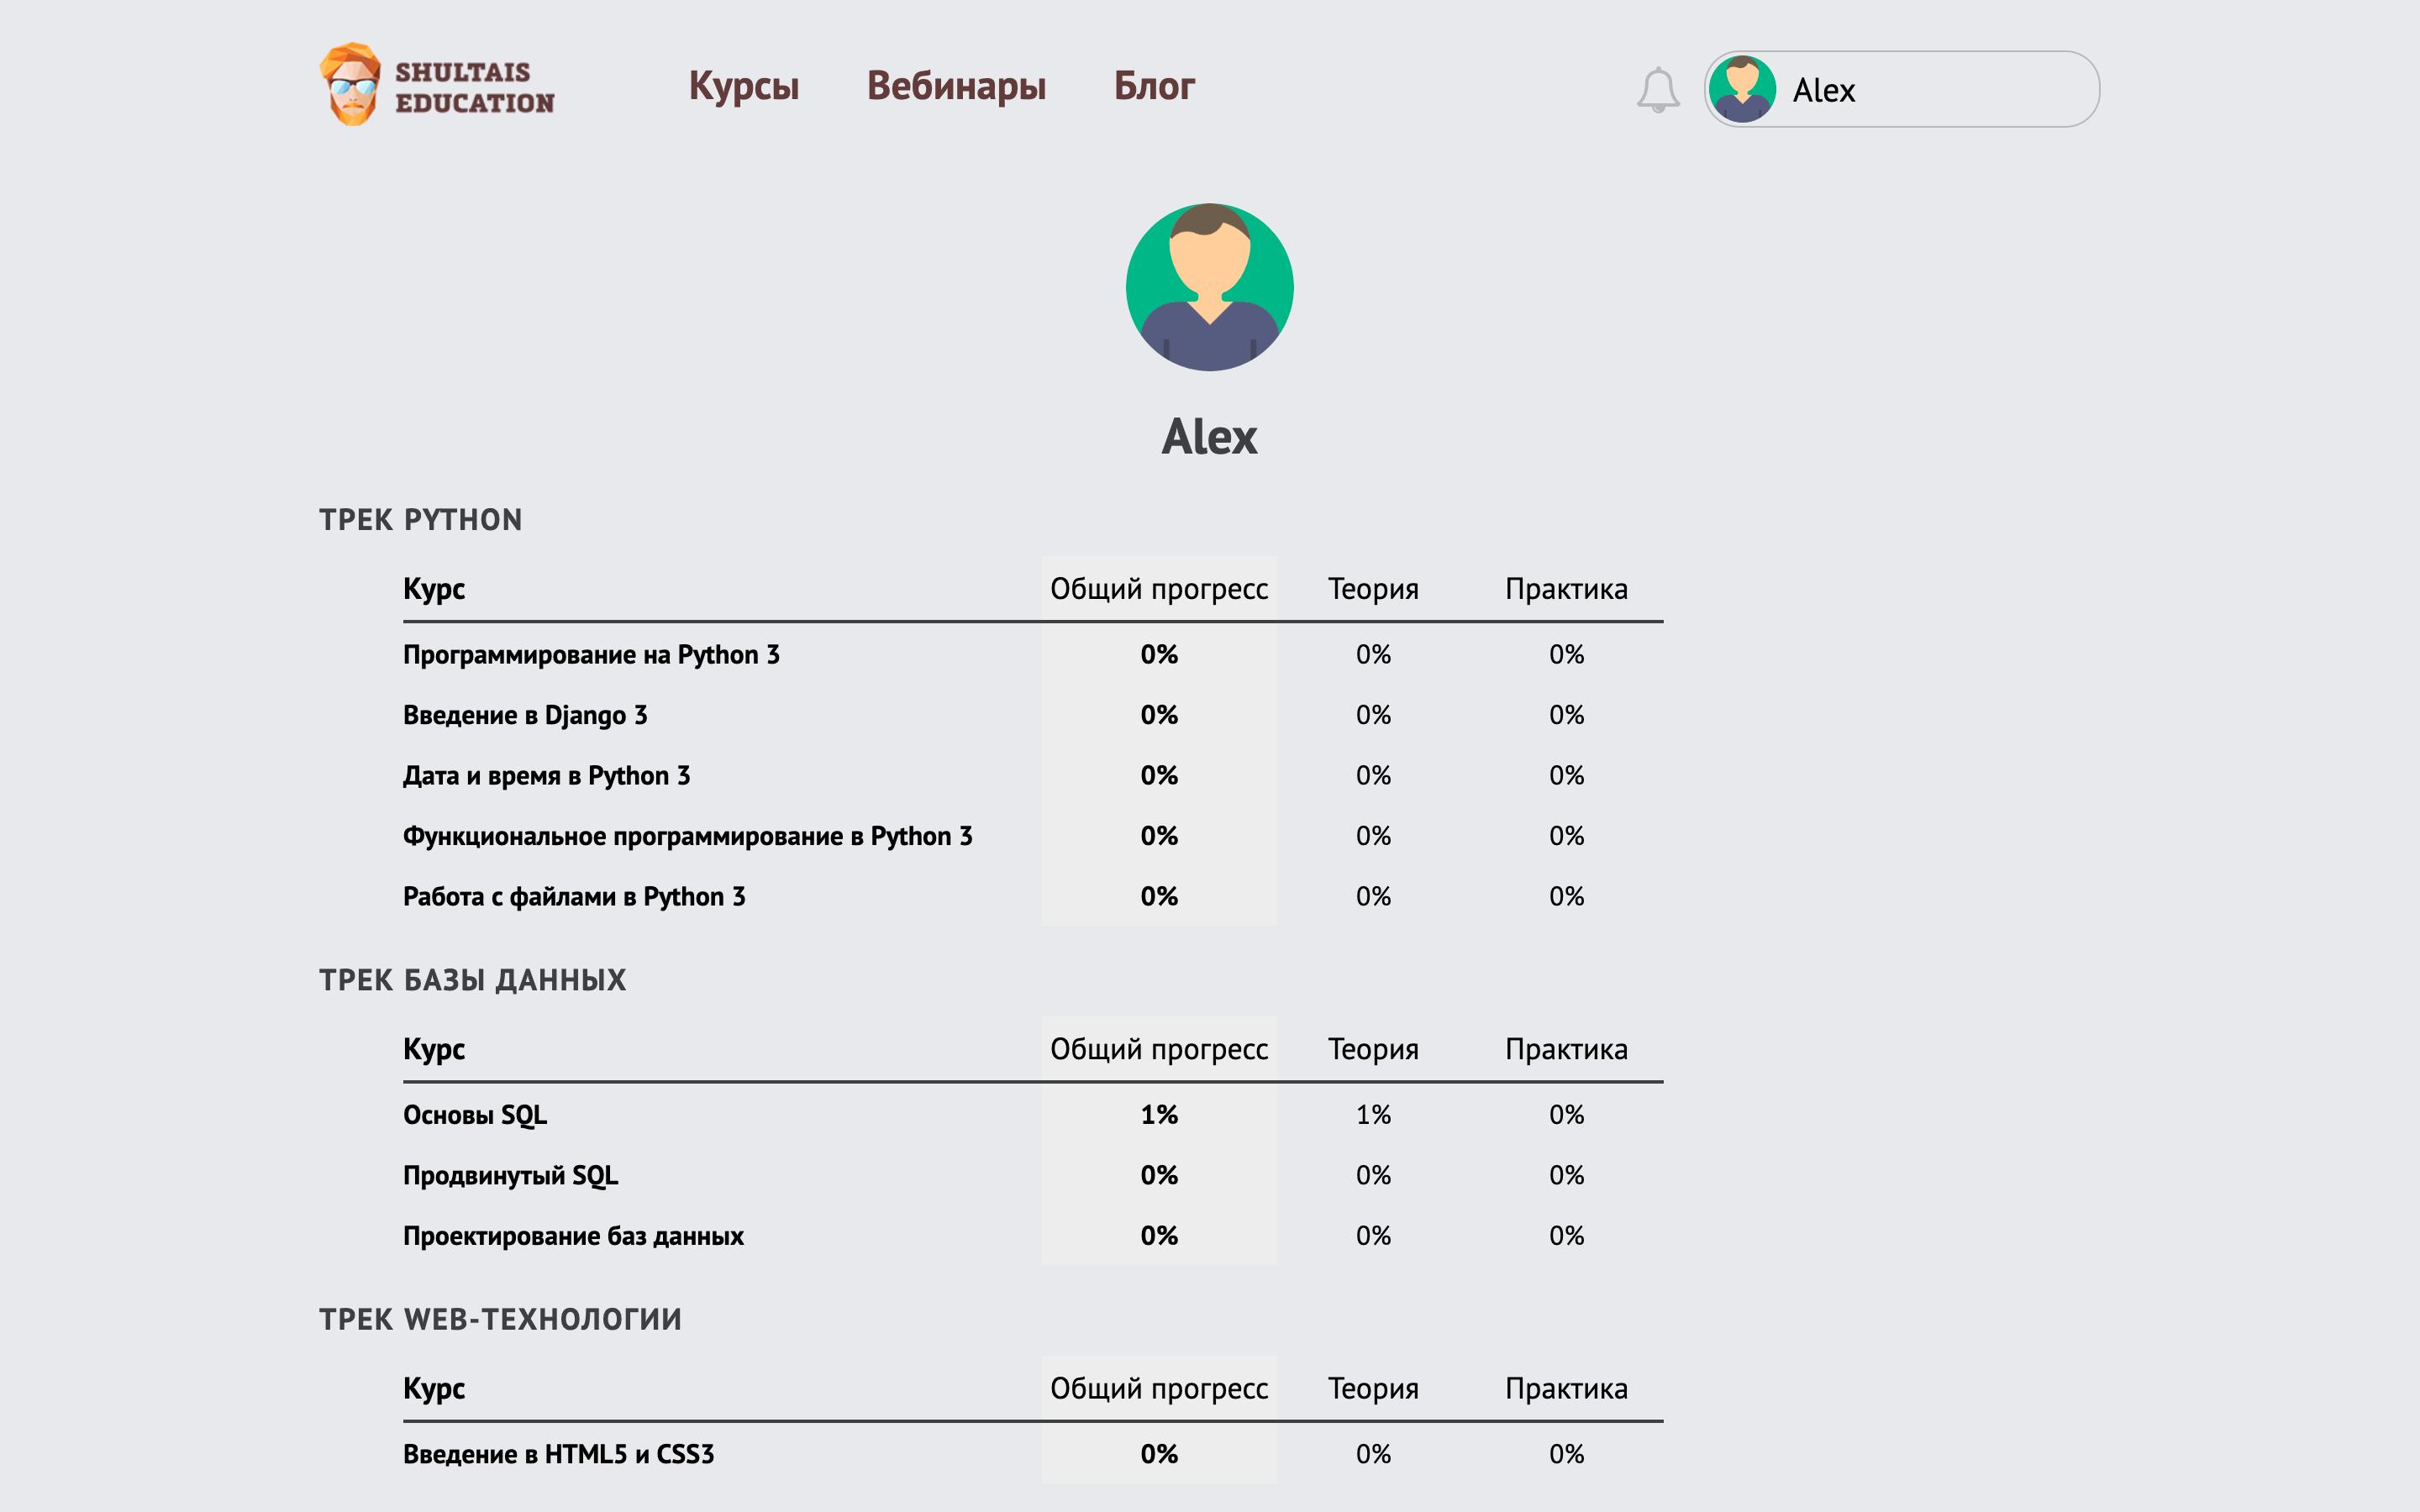 SHULTAIS
EDUCATION
Курсы Вебинары Блог
Alex
Alex
ТРЕК PYTHON
Курс Общий прогресс Теория Практика
Программирование на Python 3 0% 0% 0%
Введение в Django 3 0% 0% 0%
Дата и время в Python 3 0% 0% 0%
Функциональное программирование в Python 3 0% 0% 0%
Работа с файлами в Python 3 0% 0% 0%
ТРЕК БАЗЫ ДАННЫХ
Курс Общий прогресс Теория Практика
Основы SQL 1% 1% 0%
Продвинутый SQL 0% 0% 0%
Проектирование баз данных 0% 0% 0%
ТРЕК WEB-ТЕХНОЛОГИИ
Курс Общий прогресс Теория Практика
Введение в HTML5 и CSS3 0% 0% 0%